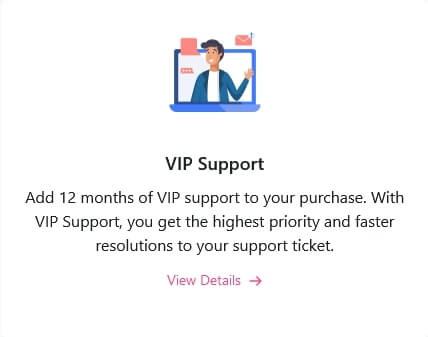 VIP Support
Add 12 months of VIP support to your purchase. With
VIP Support, you get the highest priority and faster
resolutions to your support ticket.
View Details →